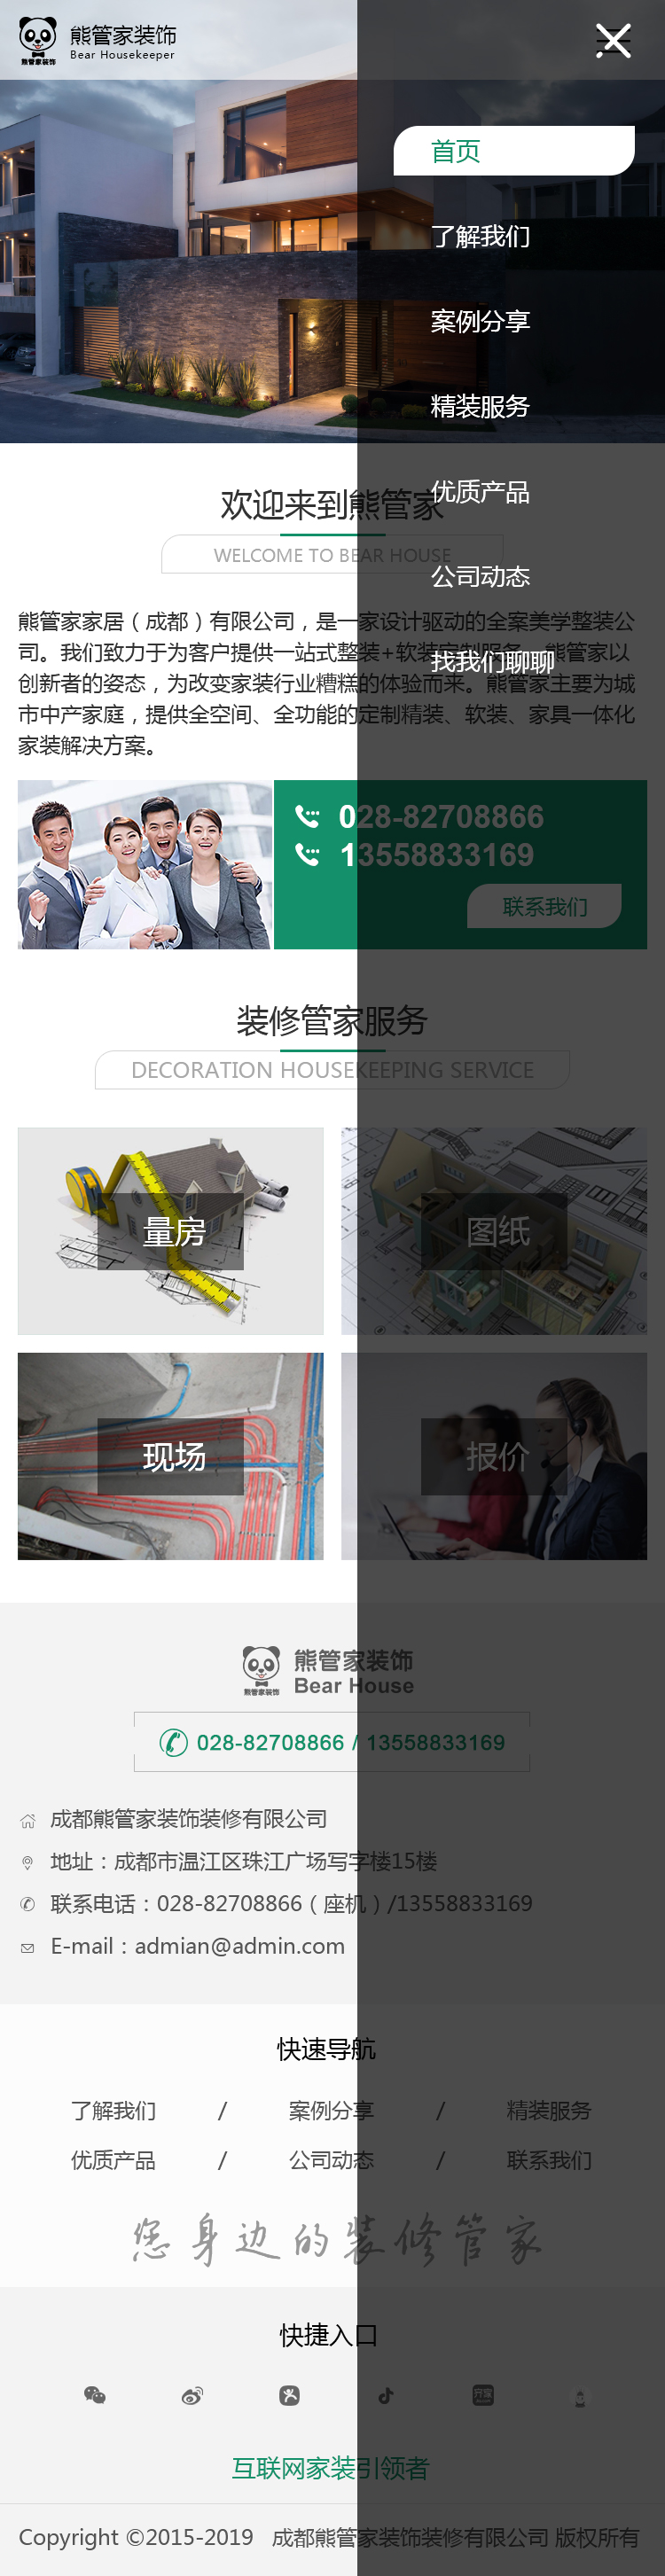 熊管家装饰
Bear Housekeeper
熊管家装饰
首页
了解我们
案例分享
精装服务
优质产品
公司动态
找我们聊聊
欢迎来到熊管家
WELCOME TO BEAR HOUSE
熊管家家居（成都）有限公司，是一家设计驱动的全案美学整装公
司。我们致力于为客户提供一站式整装+软装定制服务。熊管家以
创新者的姿态，为改变家装行业糟糕的体验而来。熊管家主要为城
市中产家庭，提供全空间、全功能的定制精装、软装、家具一体化
家装解决方案。
028-82708866
13558833169
联系我们
装修管家服务
DECORATION HOUSEKEEPING SERVICE
量房
图纸
现场
报价
熊管家装饰
Bear House
熊管家装饰
028-82708866 / 13558833169
成都熊管家装饰装修有限公司
地址：成都市温江区珠江广场写字楼15楼
联系电话：028-82708866（座机）/13558833169
E-mail：admian@admin.com
快速导航
了解我们 / 案例分享 / 精装服务
优质产品 / 公司动态 / 联系我们
您身边的装修管家
快捷入口
互联网家装引领者
Copyright ©2015-2019 成都熊管家装饰装修有限公司 版权所有